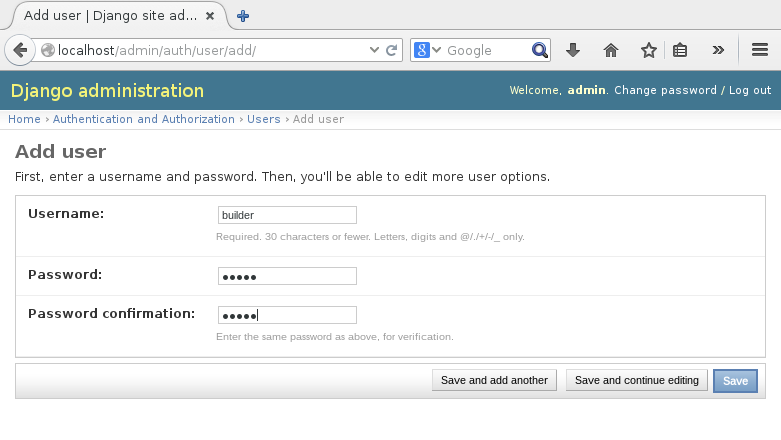 Add user | Django site ad...
localhost/admin/auth/user/add/
Google
Django administration
Welcome, admin. Change password / Log out
Home › Authentication and Authorization › Users › Add user
Add user
First, enter a username and password. Then, you'll be able to edit more user options.
Username:
builder
Required. 30 characters or fewer. Letters, digits and @/./+/-/_ only.
Password:
●●●●●
Password confirmation:
●●●●●
Enter the same password as above, for verification.
Save and add another
Save and continue editing
Save